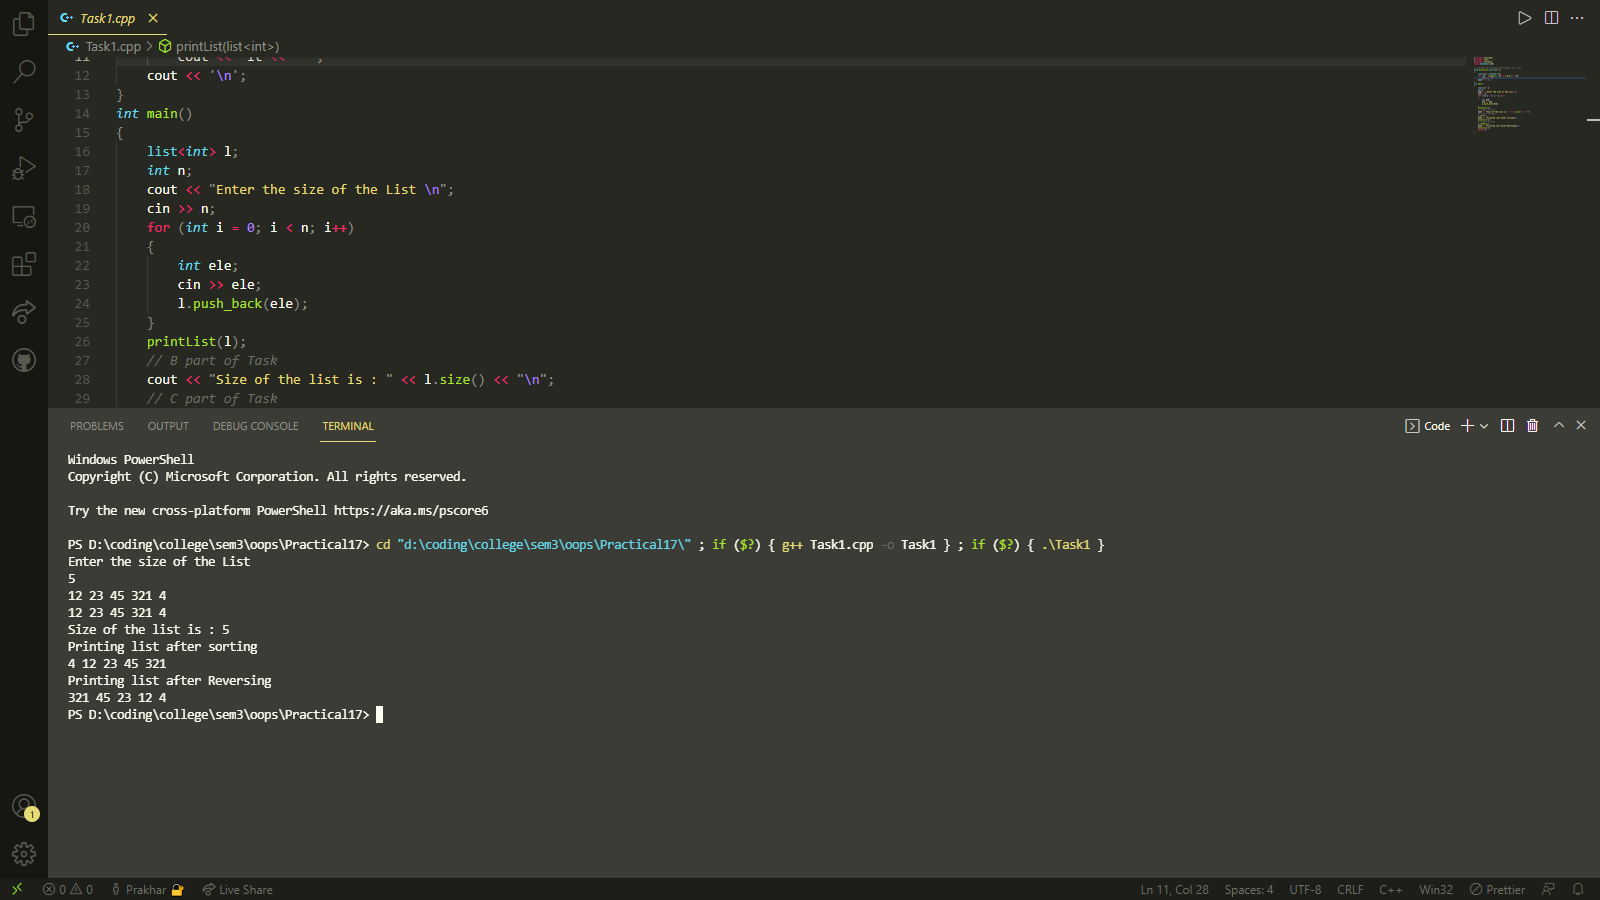 Task1.cpp
Task1.cpp > printList(list<int>)
11 cout << *it << " ";
12 cout << '\n';
13 }
14 int main()
15 {
16 list<int> l;
17 int n;
18 cout << "Enter the size of the List \n";
19 cin >> n;
20 for (int i = 0; i < n; i++)
21 {
22 int ele;
23 cin >> ele;
24 l.push_back(ele);
25 }
26 printList(l);
27 // B part of Task
28 cout << "Size of the list is : " << l.size() << "\n";
29 // C part of Task
PROBLEMS OUTPUT DEBUG CONSOLE TERMINAL Code
Windows PowerShell
Copyright (C) Microsoft Corporation. All rights reserved.
Try the new cross-platform PowerShell https://aka.ms/pscore6
PS D:\coding\college\sem3\oops\Practical17> cd "d:\coding\college\sem3\oops\Practical17\" ; if ($?) { g++ Task1.cpp -o Task1 } ; if ($?) { .\Task1 }
Enter the size of the List
5
12 23 45 321 4
12 23 45 321 4
Size of the list is : 5
Printing list after sorting
4 12 23 45 321
Printing list after Reversing
321 45 23 12 4
PS D:\coding\college\sem3\oops\Practical17>
1
0 0 Prakhar Live Share Ln 11, Col 28 Spaces: 4 UTF-8 CRLF C++ Win32 Prettier